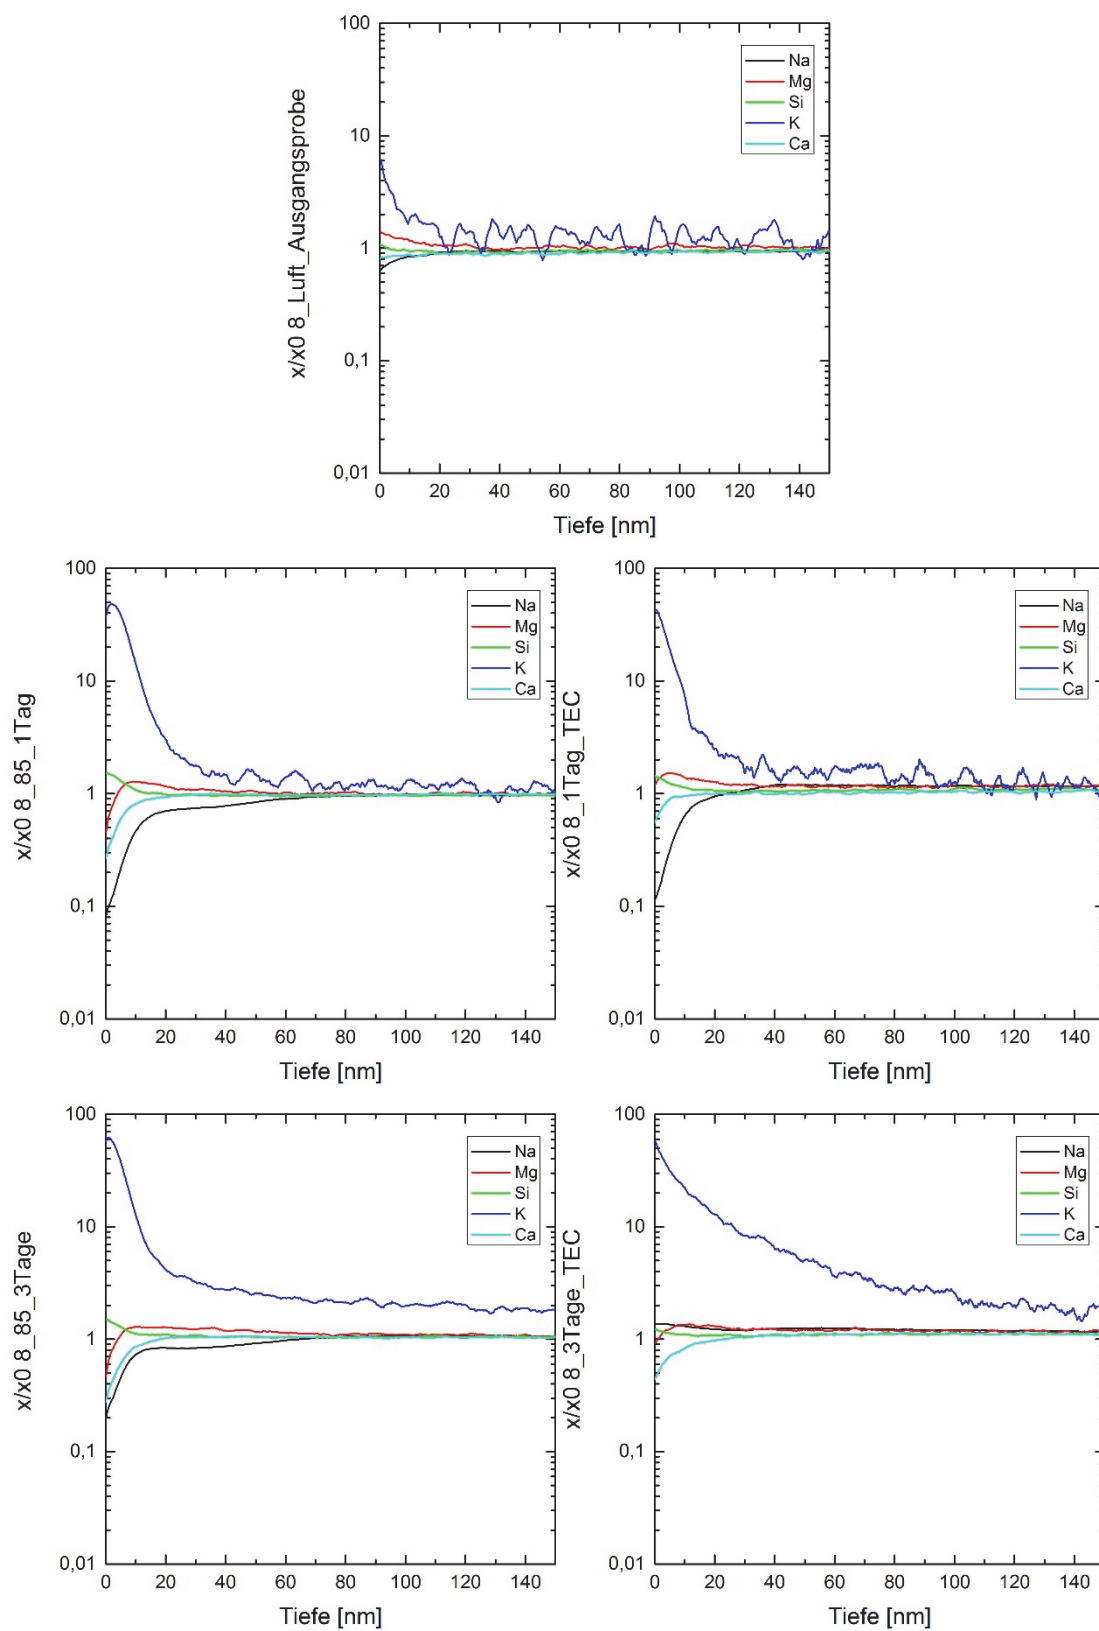 x/x0 8_Luft_Ausgangsprobe
100
10
1
0,1
0,01
Na
Mg
Si
K
Ca
0 20 40 60 80 100 120 140
Tiefe [nm]
x/x0 8_85_1Tag
100
10
1
0,1
0,01
Na
Mg
Si
K
Ca
0 20 40 60 80 100 120 140
Tiefe [nm]
x/x0 8_1Tag_TEC
100
10
1
0,1
0,01
Na
Mg
Si
K
Ca
0 20 40 60 80 100 120 140
Tiefe [nm]
x/x0 8_85_3Tage
100
10
1
0,1
0,01
Na
Mg
Si
K
Ca
0 20 40 60 80 100 120 140
Tiefe [nm]
x/x0 8_3Tage_TEC
100
10
1
0,1
0,01
Na
Mg
Si
K
Ca
0 20 40 60 80 100 120 140
Tiefe [nm]